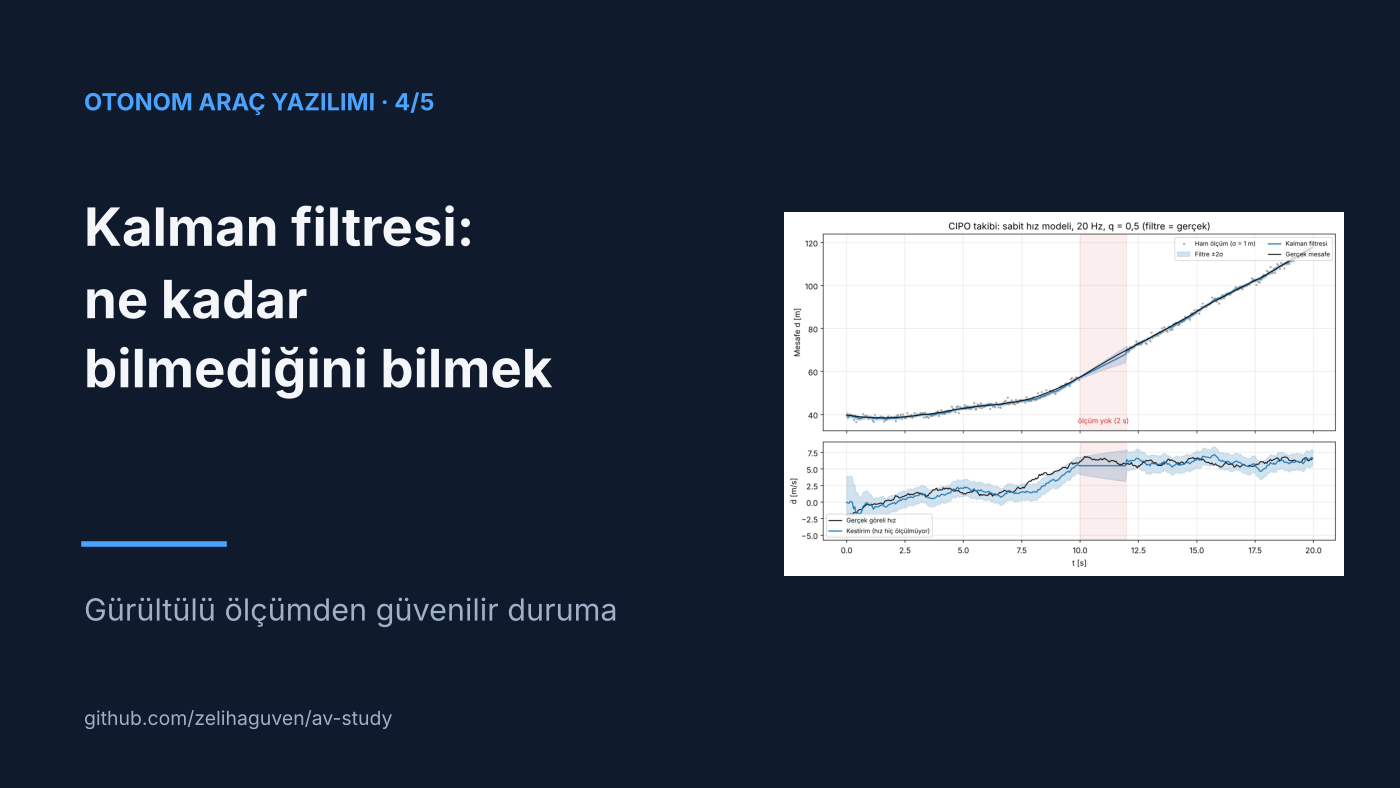 OTONOM ARAÇ YAZILIMI · 4/5
Kalman filtresi:
ne kadar
bilmediğini bilmek
Gürültülü ölçümden güvenilir duruma
github.com/zelihaguven/av-study
CIPO takibi: sabit hız modeli, 20 Hz, q = 0,5 (filtre = gerçek)
Ham ölçüm (σ = 1 m)
Filtre ±2σ
Kalman filtresi
Gerçek mesafe
Mesafe d [m]
120
100
80
60
40
ölçüm yok (2 s)
ḋ [m/s]
7.5
5.0
2.5
0.0
−2.5
−5.0
Gerçek göreli hız
Kestirim (hız hiç ölçülmüyor)
0.0 2.5 5.0 7.5 10.0 12.5 15.0 17.5 20.0
t [s]